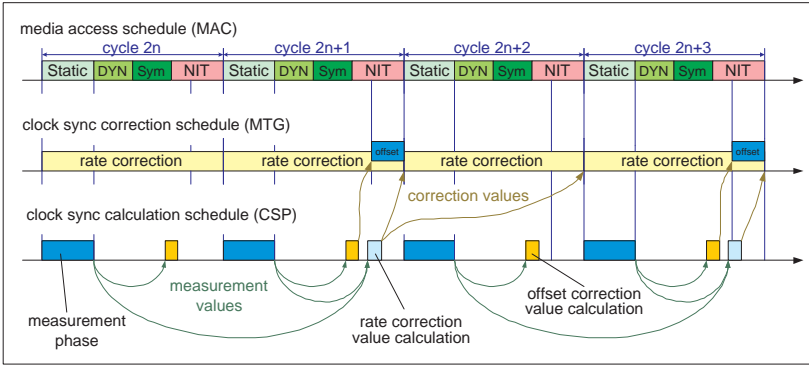 media access schedule (MAC)
cycle 2n cycle 2n+1 cycle 2n+2 cycle 2n+3
Static DYN Sym NIT Static DYN Sym NIT Static DYN Sym NIT Static DYN Sym NIT
clock sync correction schedule (MTG)
offset offset
rate correction rate correction rate correction rate correction
correction values
clock sync calculation schedule (CSP)
measurement
values
measurement
phase
rate correction
value calculation
offset correction
value calculation